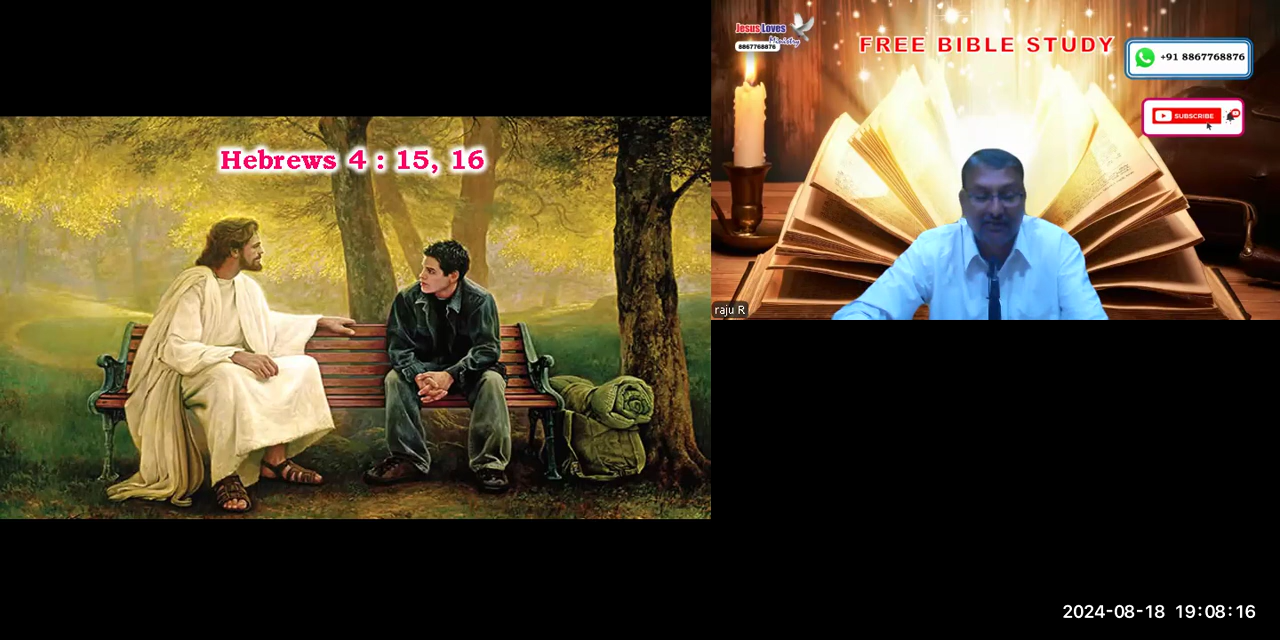 Hebrews 4 : 15, 16
Jesus Loves
Ministry
8867768876
FREE BIBLE STUDY
+91 8867768876
SUBSCRIBE
raju R
2024-08-18 19:08:16